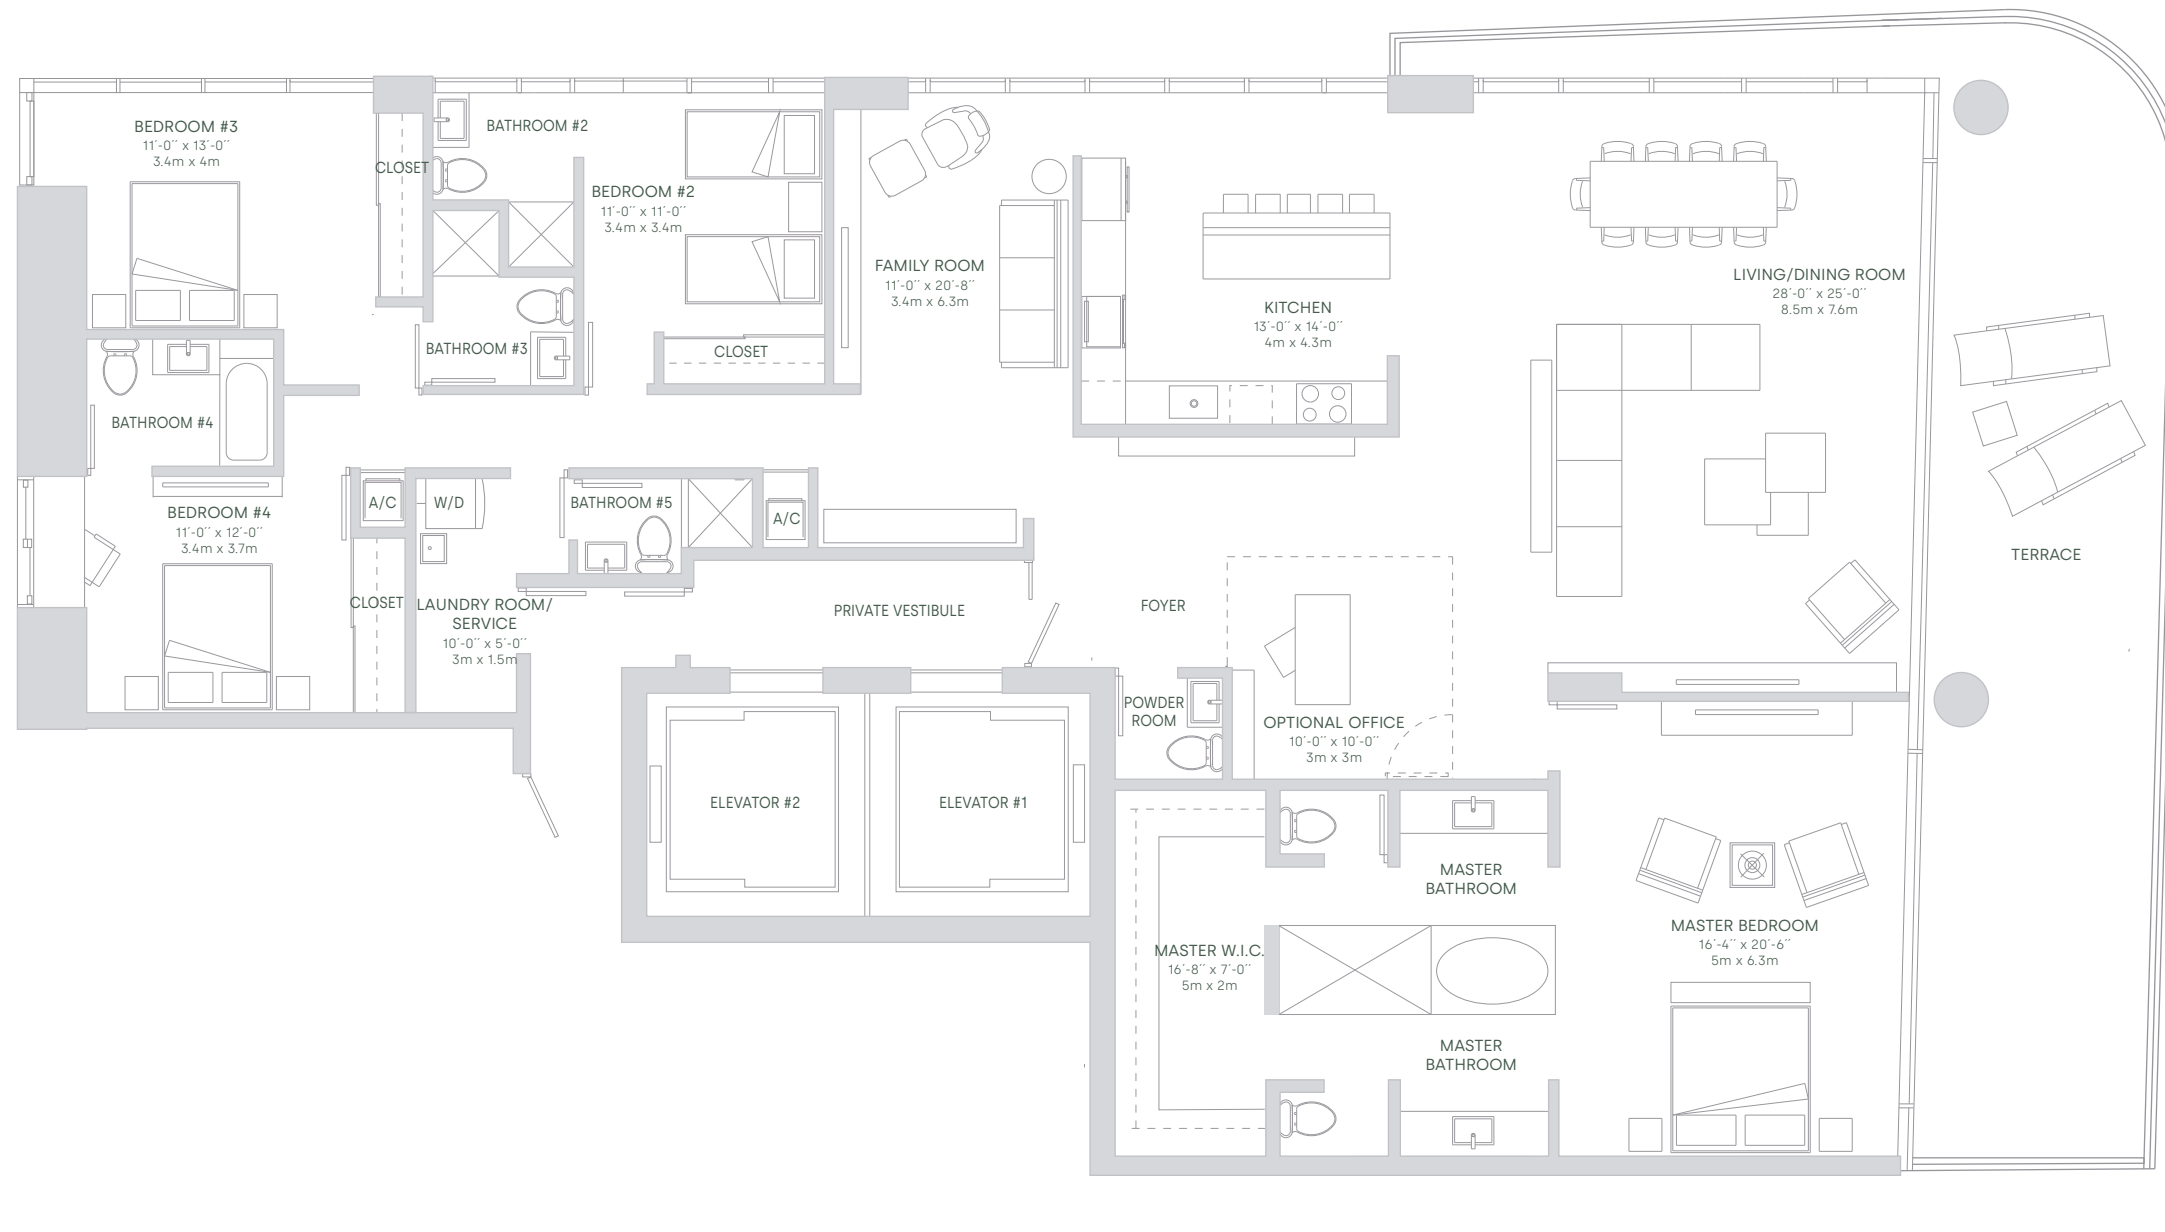 BEDROOM #3
11´-0´´ x 13´-0´´
3.4m x 4m
CLOSET
BATHROOM #2
BEDROOM #2
11´-0´´ x 11´-0´´
3.4m x 3.4m
FAMILY ROOM
11´-0´´ x 20´-8´´
3.4m x 6.3m
KITCHEN
13´-0´´ x 14´-0´´
4m x 4.3m
LIVING/DINING ROOM
28´-0´´ x 25´-0´´
8.5m x 7.6m
BATHROOM #3
CLOSET
BATHROOM #4
BEDROOM #4
11´-0´´ x 12´-0´´
3.4m x 3.7m
A/C
W/D
BATHROOM #5
A/C
TERRACE
CLOSET
LAUNDRY ROOM/
SERVICE
10´-0´´ x 5´-0´´
3m x 1.5m
PRIVATE VESTIBULE
FOYER
POWDER
ROOM
OPTIONAL OFFICE
10´-0´´ x 10´-0´´
3m x 3m
ELEVATOR #2
ELEVATOR #1
MASTER
BATHROOM
MASTER W.I.C.
16´-8´´ x 7´-0´´
5m x 2m
MASTER BEDROOM
16´-4´´ x 20´-6´´
5m x 6.3m
MASTER
BATHROOM